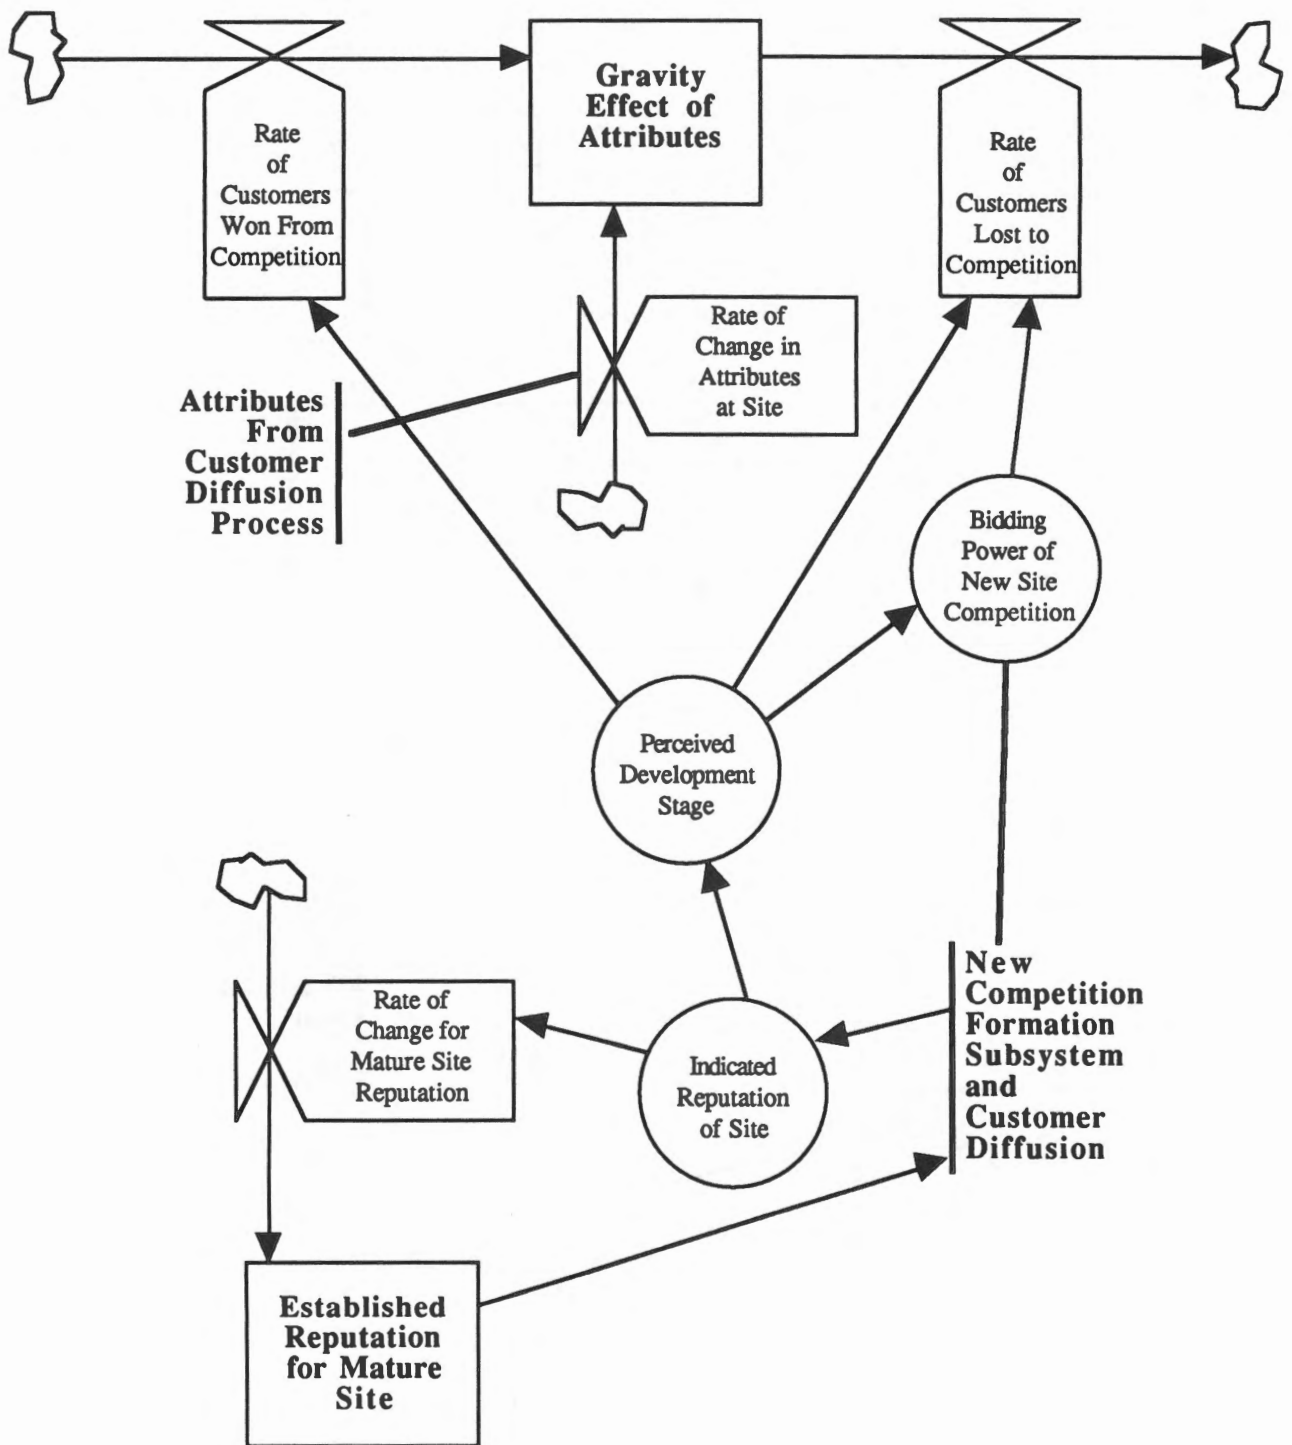 Gravity
Effect of
Attributes
Rate
of
Customers
Won From
Competition
Rate
of
Customers
Lost to
Competition
Rate of
Change in
Attributes
at Site
Attributes
From
Customer
Diffusion
Process
Bidding
Power of
New Site
Competition
Perceived
Development
Stage
New
Competition
Formation
Subsystem
and
Customer
Diffusion
Rate of
Change for
Mature Site
Reputation
Indicated
Reputation
of Site
Established
Reputation
for Mature
Site